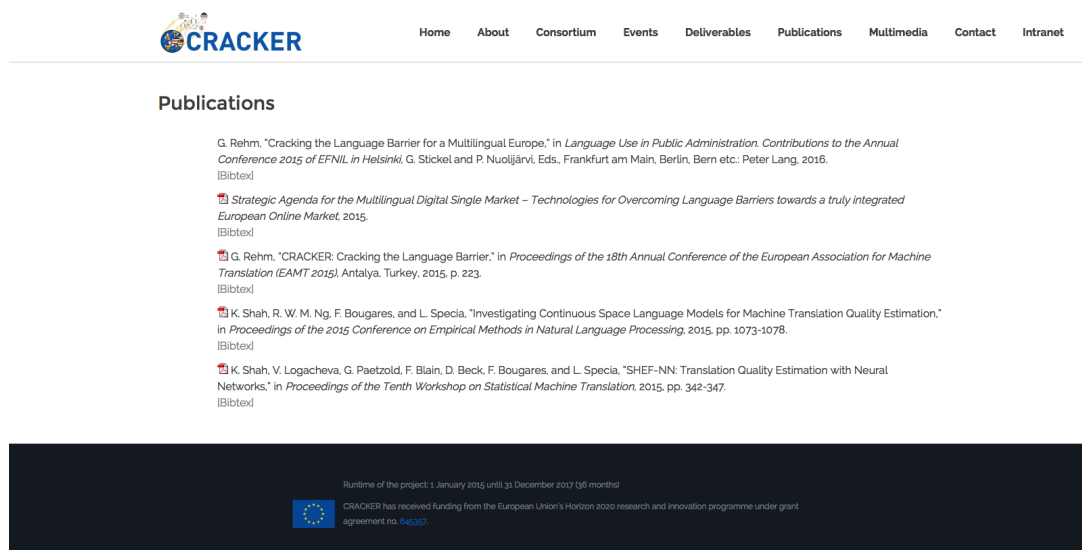 CRACKER
Home About Consortium Events Deliverables Publications Multimedia Contact Intranet
Publications
G. Rehm, "Cracking the Language Barrier for a Multilingual Europe," in Language Use in Public Administration. Contributions to the Annual
Conference 2015 of EFNIL in Helsinki, G. Stickel and P. Nuolijärvi, Eds., Frankfurt am Main, Berlin, Bern etc.: Peter Lang, 2016.
[Bibtex]
Strategic Agenda for the Multilingual Digital Single Market – Technologies for Overcoming Language Barriers towards a truly integrated
European Online Market, 2015.
[Bibtex]
G. Rehm, "CRACKER: Cracking the Language Barrier," in Proceedings of the 18th Annual Conference of the European Association for Machine
Translation (EAMT 2015), Antalya, Turkey, 2015, p. 223.
[Bibtex]
K. Shah, R. W. M. Ng, F. Bougares, and L. Specia, "Investigating Continuous Space Language Models for Machine Translation Quality Estimation,"
in Proceedings of the 2015 Conference on Empirical Methods in Natural Language Processing, 2015, pp. 1073-1078.
[Bibtex]
K. Shah, V. Logacheva, G. Paetzold, F. Blain, D. Beck, F. Bougares, and L. Specia, "SHEF-NN: Translation Quality Estimation with Neural
Networks," in Proceedings of the Tenth Workshop on Statistical Machine Translation, 2015, pp. 342-347.
[Bibtex]
Runtime of the project: 1 January 2015 until 31 December 2017 (36 months)
CRACKER has received funding from the European Union's Horizon 2020 research and innovation programme under grant
agreement no. 645357.